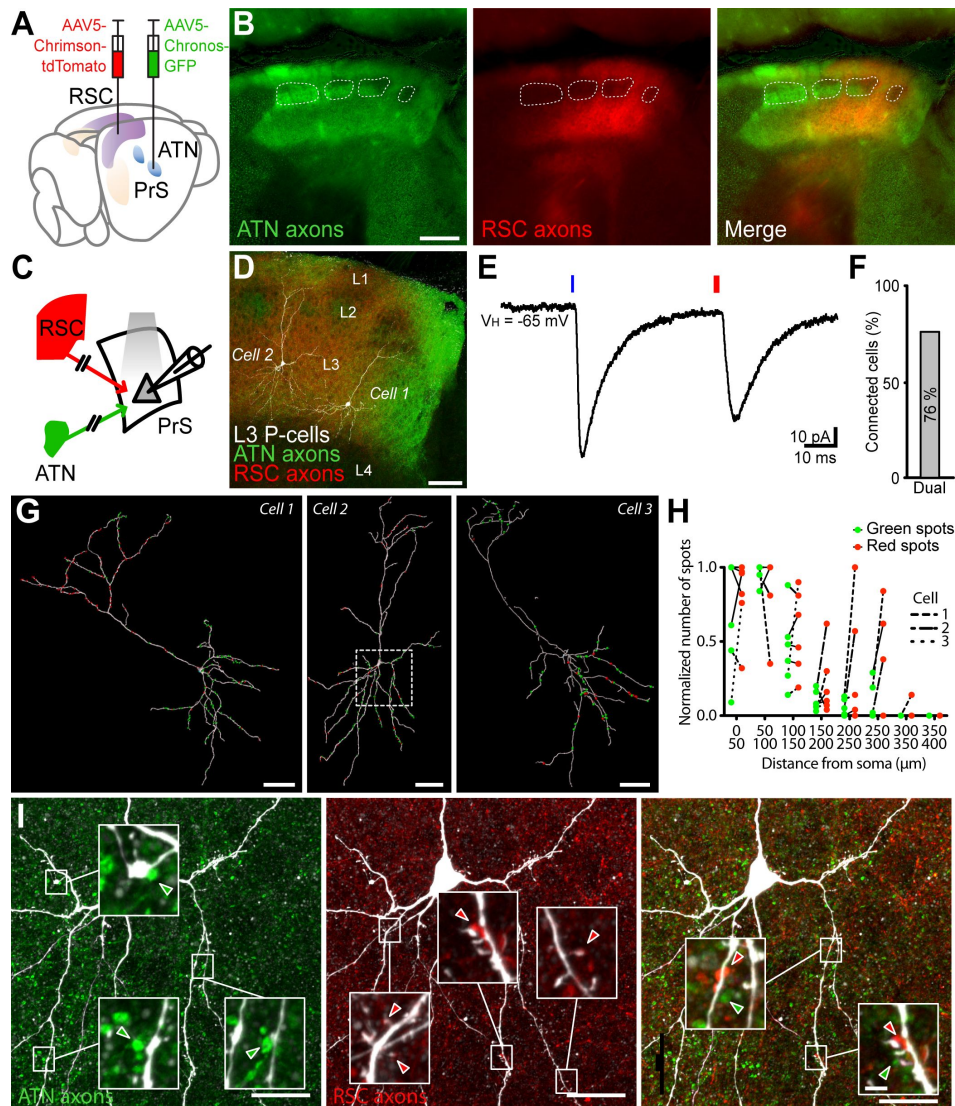 A
AAV5-
Chrimson-
tdTomato
AAV5-
Chronos-
GFP
RSC
ATN
PrS
B
ATN axons
RSC axons
Merge
C
RSC
PrS
ATN
D
L1
L2
Cell 2
L3
Cell 1
L3 P-cells
ATN axons
RSC axons
L4
E
VH = -65 mV
10 pA
10 ms
F
100
50
0
Connected cells (%)
76 %
Dual
G
Cell 1
Cell 2
Cell 3
H
Green spots
Red spots
Normalized number of spots
1.0
0.5
0.0
Cell
1
2
3
0 50 100 150 200 250 300 350
50 100 150 200 250 300 350 400
Distance from soma (µm)
I
ATN axons
RSC axons